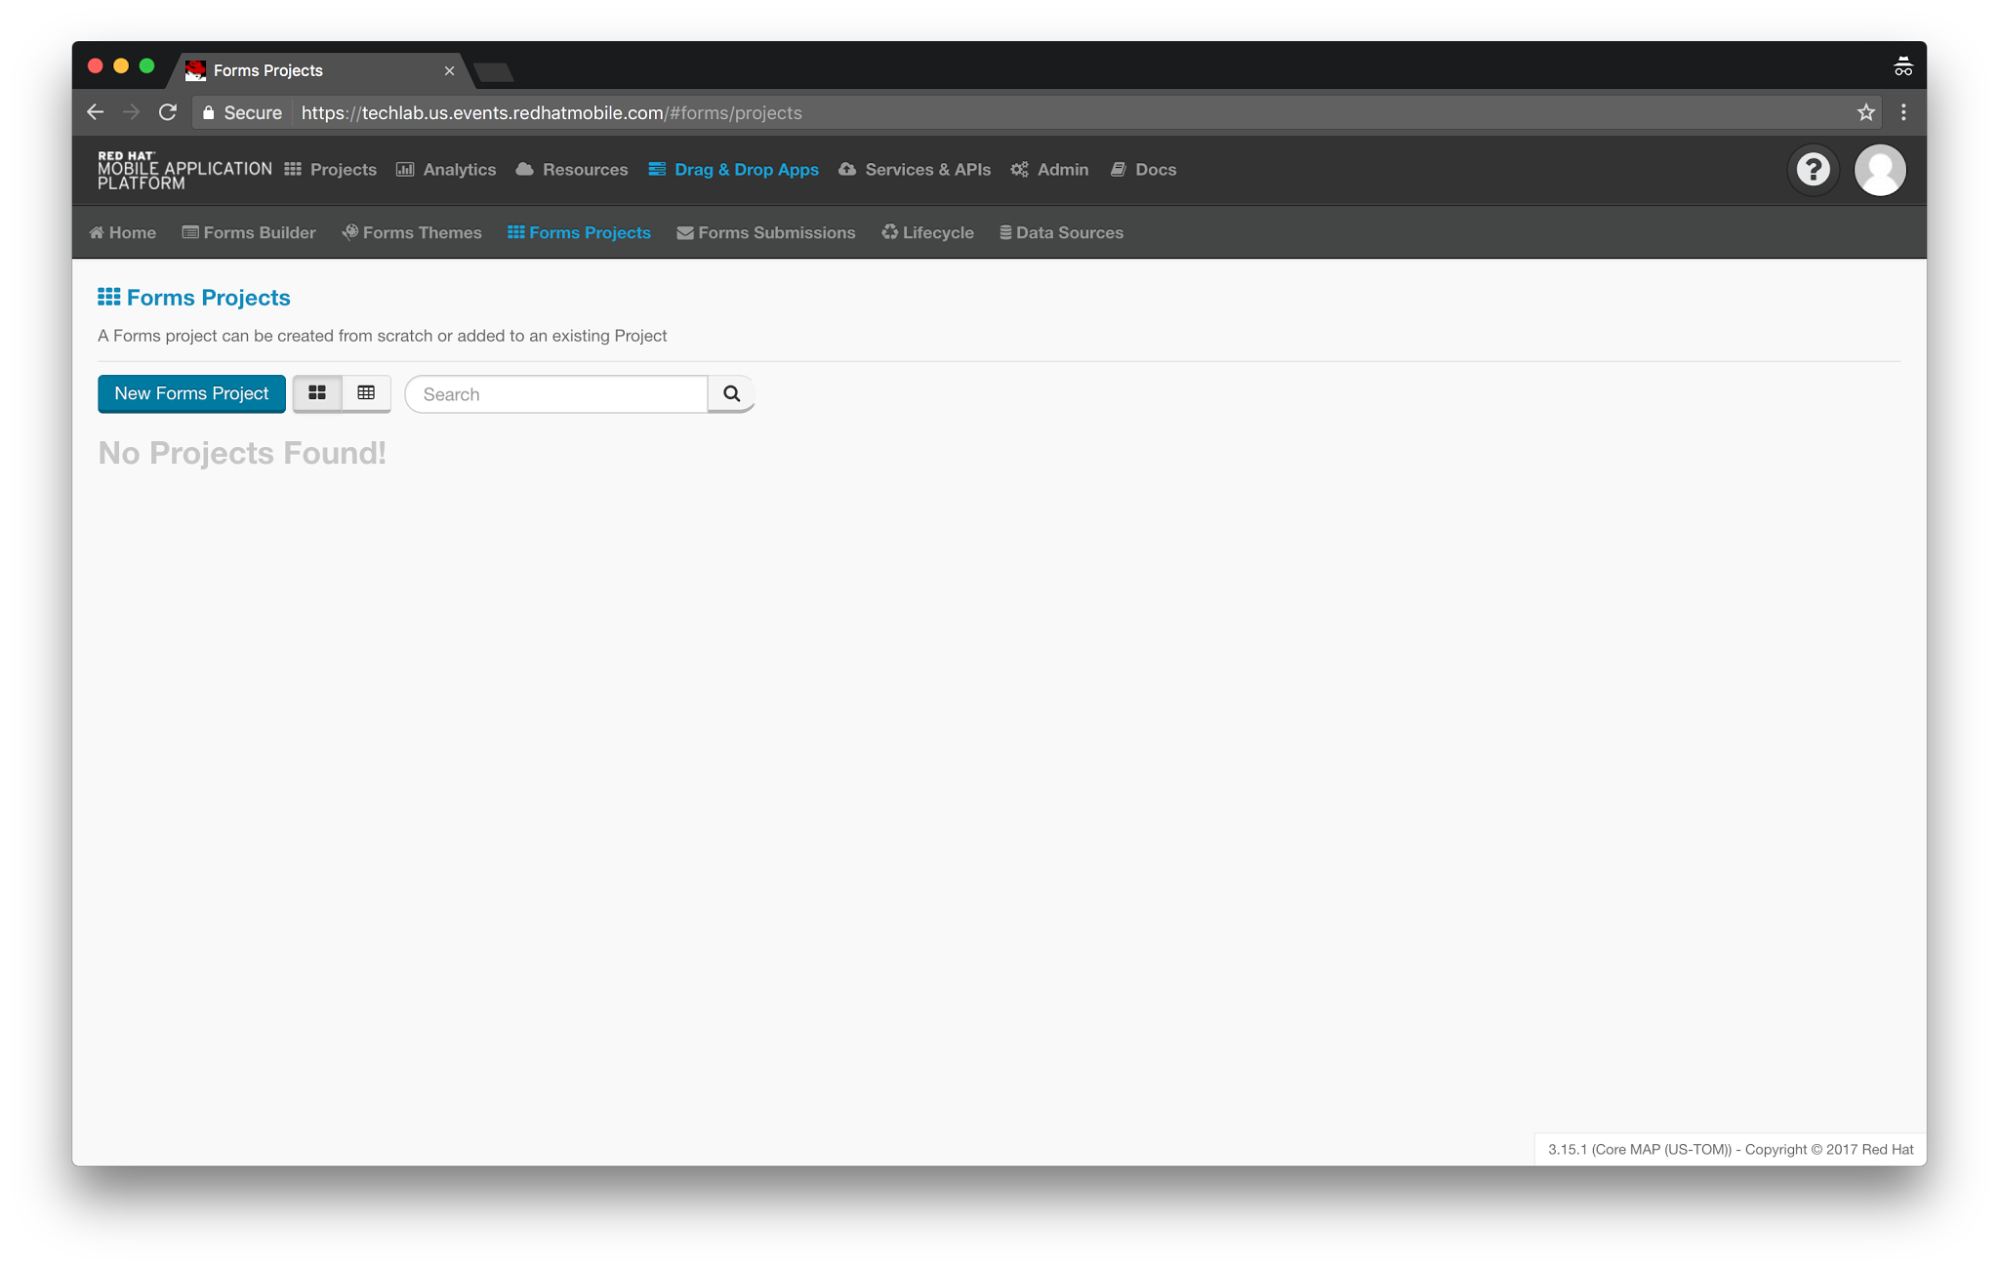 Forms Projects
Secure https://techlab.us.events.redhatmobile.com/#forms/projects
RED HAT
MOBILE APPLICATION
PLATFORM
Projects Analytics Resources Drag & Drop Apps Services & APIs Admin Docs
Home Forms Builder Forms Themes Forms Projects Forms Submissions Lifecycle Data Sources
Forms Projects
A Forms project can be created from scratch or added to an existing Project
New Forms Project Search
No Projects Found!
3.15.1 (Core MAP (US-TOM)) - Copyright © 2017 Red Hat